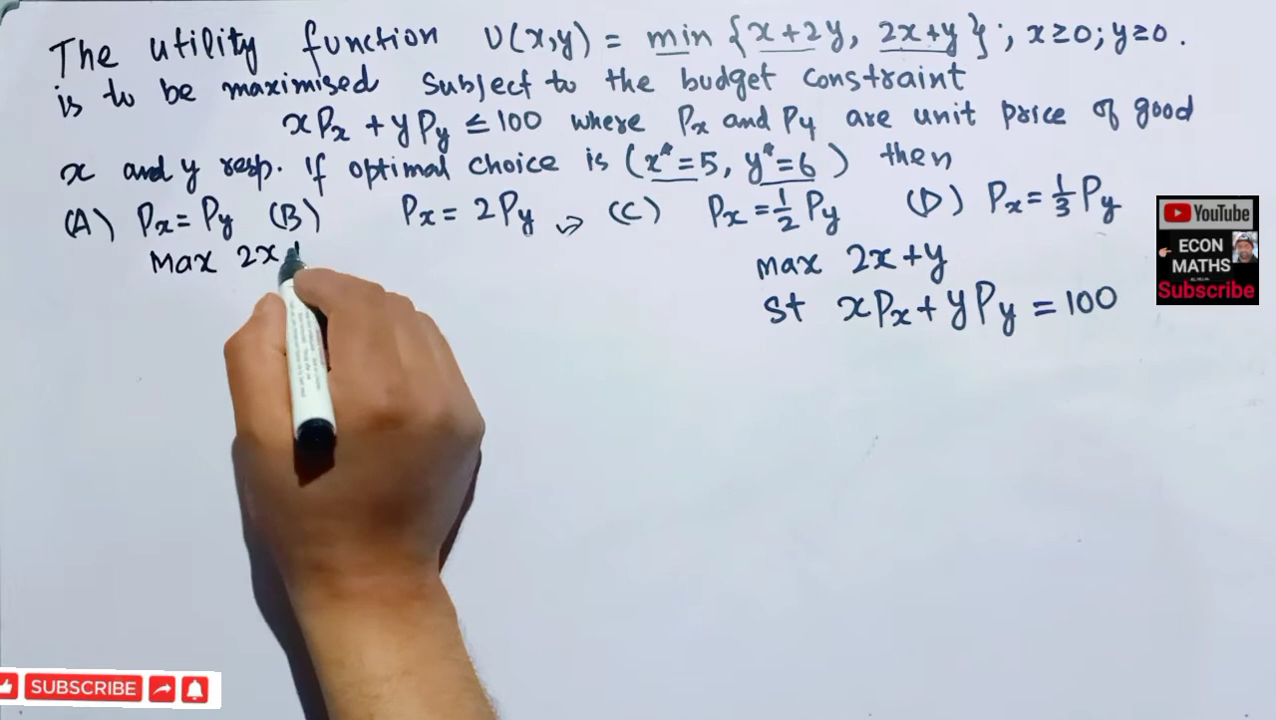 The utility function U(x,y) = min {x+2y, 2x+y} ; x≥0; y≥0.
is to be maximised subject to the budget constraint
xPx + yPy ≤ 100 where Px and Py are unit price of good
x and y resp. If optimal choice is (x*=5, y*=6) then
(A) Px = Py (B) Px = 2Py (C) Px = 1/2 Py (D) Px = 1/3 Py
Max 2x
max 2x+y
st xPx + yPy = 100
YouTube
ECON
MATHS
Subscribe
SUBSCRIBE